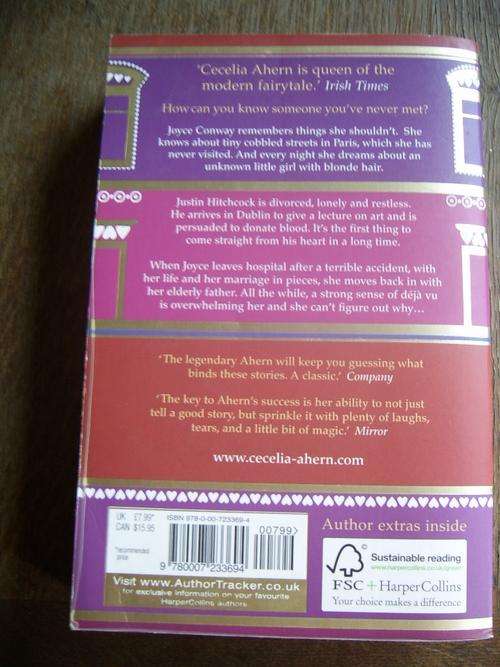 ‘Cecelia Ahern is queen of the
modern fairytale.’ Irish Times
How can you know someone you’ve never met?
Joyce Conway remembers things she shouldn’t. She
knows about tiny cobbled streets in Paris, which she has
never visited. And every night she dreams about an
unknown little girl with blonde hair.
Justin Hitchcock is divorced, lonely and restless.
He arrives in Dublin to give a lecture on art and is
persuaded to donate blood. It’s the first thing to
come straight from his heart in a long time.
When Joyce leaves hospital after a terrible accident, with
her life and her marriage in pieces, she moves back in with
her elderly father. All the while, a strong sense of déjà vu
is overwhelming her and she can’t figure out why…
‘The legendary Ahern will keep you guessing what
binds these stories. A classic.’ Company
‘The key to Ahern’s success is her ability to not just
tell a good story, but sprinkle it with plenty of laughs,
tears, and a little bit of magic.’ Mirror
www.cecelia-ahern.com
UK £7.99*
CAN $15.95
*recommended
price
ISBN 978-0-00-723369-4
00799>
9 780007 233694
Visit www.AuthorTracker.co.uk
for exclusive information on your favourite
HarperCollins authors
Author extras inside
Sustainable reading
www.harpercollins.co.uk/green
FSC + HarperCollins
Your choice makes a difference